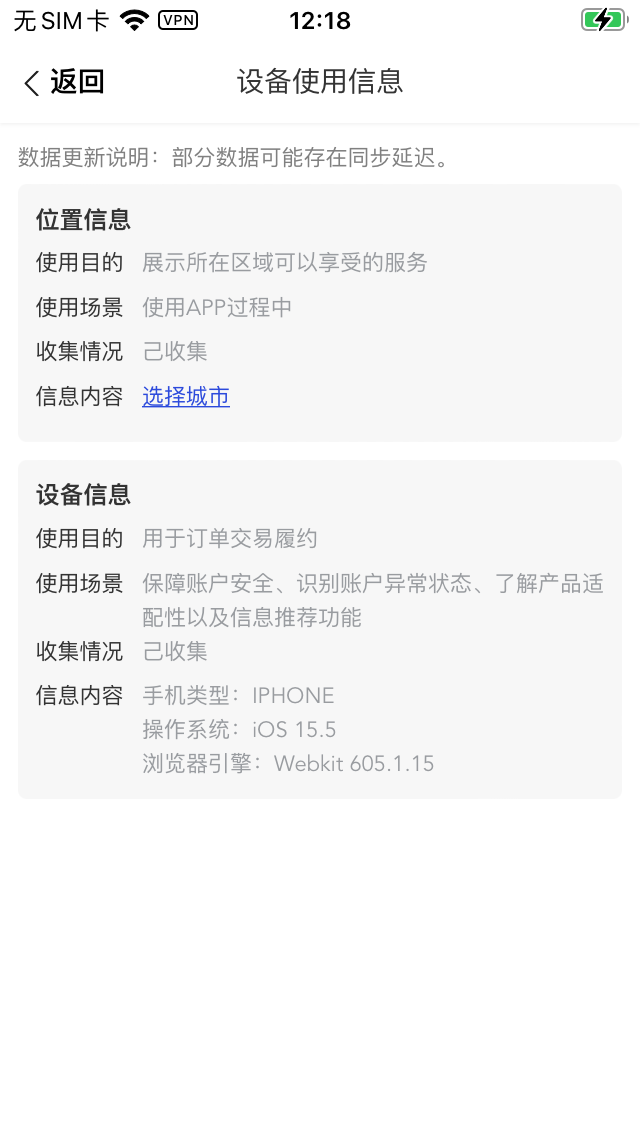 无SIM卡 VPN 12:18
返回 设备使用信息
数据更新说明：部分数据可能存在同步延迟。
位置信息
使用目的 展示所在区域可以享受的服务
使用场景 使用APP过程中
收集情况 己收集
信息内容 选择城市
设备信息
使用目的 用于订单交易履约
使用场景 保障账户安全、识别账户异常状态、了解产品适
配性以及信息推荐功能
收集情况 己收集
信息内容 手机类型：IPHONE
操作系统：iOS 15.5
浏览器引擎：Webkit 605.1.15